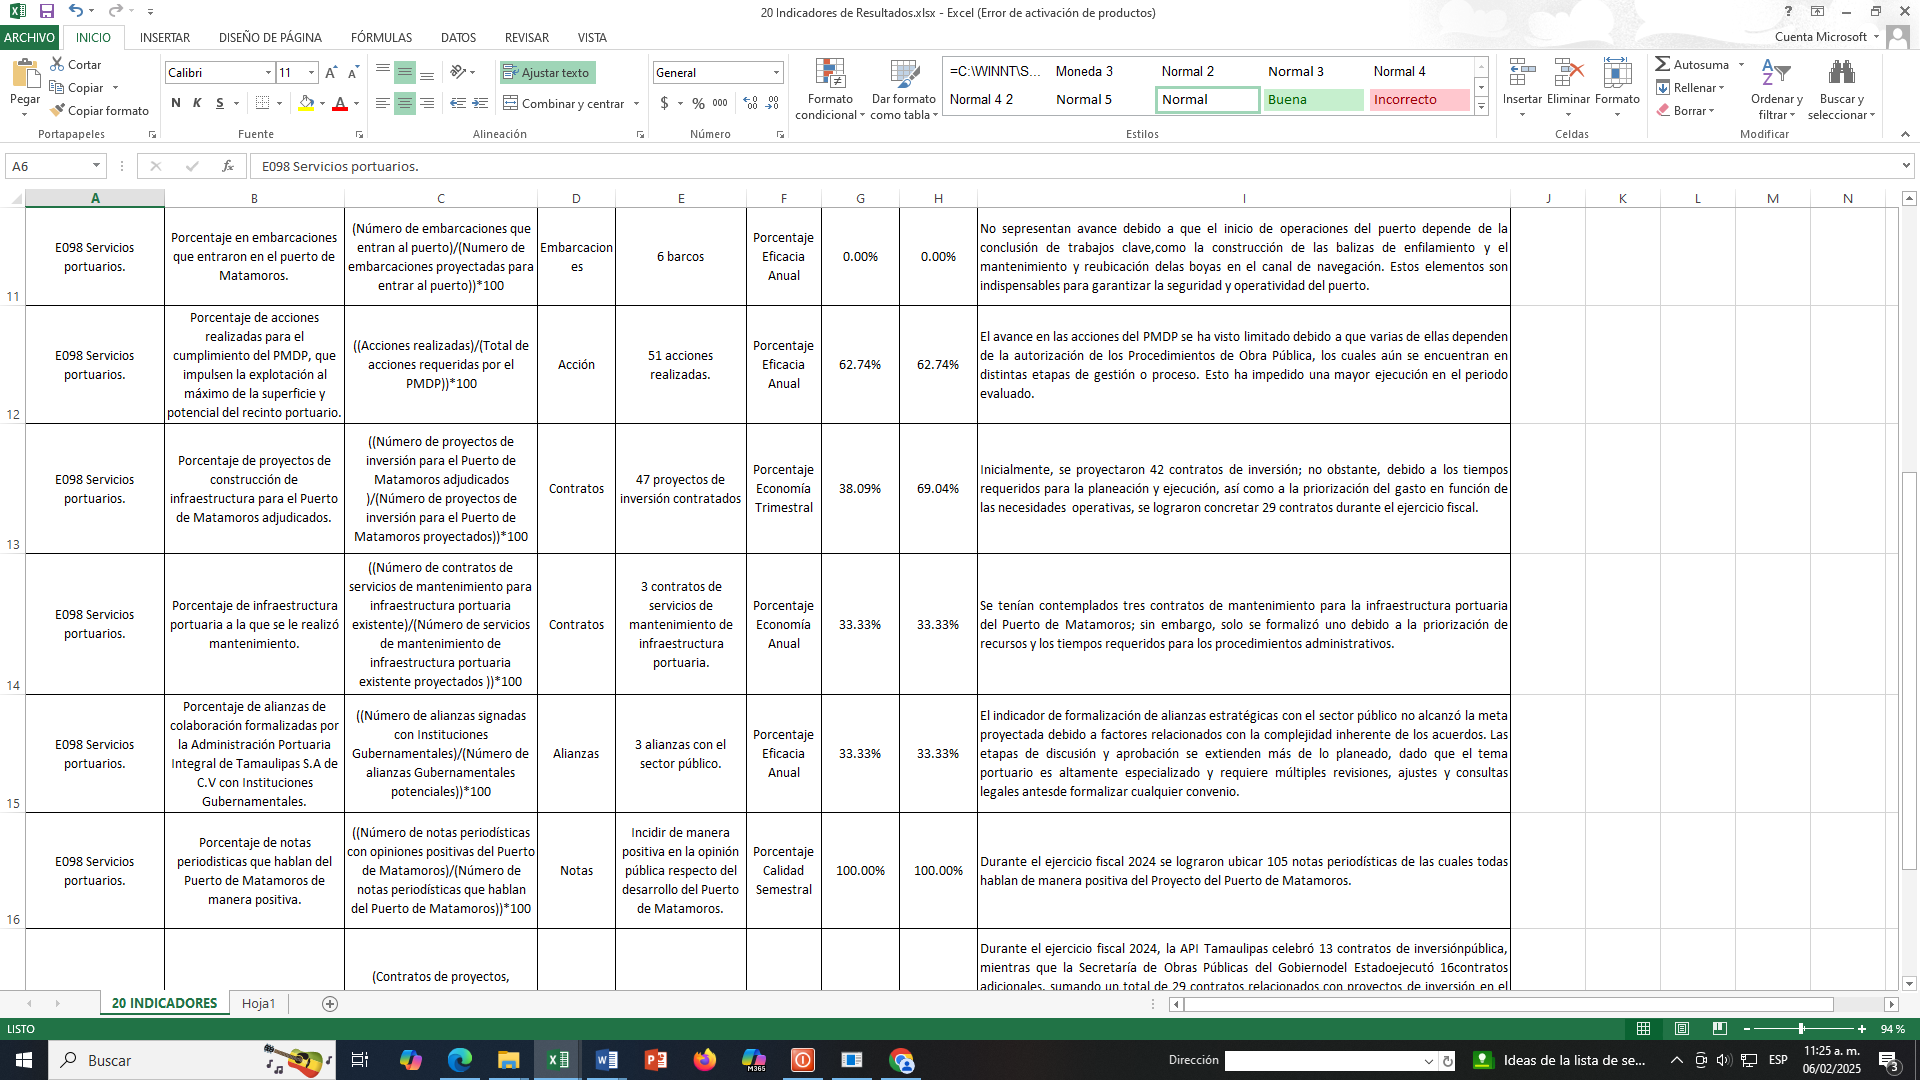 20 Indicadores de Resultados.xlsx - Excel (Error de activación de productos)
ARCHIVO INICIO INSERTAR DISEÑO DE PÁGINA FÓRMULAS DATOS REVISAR VISTA Cuenta Microsoft
Pegar
Cortar
Copiar
Copiar formato
Portapapeles
Calibri 11
N K S
Fuente
Ajustar texto
Combinar y centrar
Alineación
General
$ % 000
Número
Formato
condicional
Dar formato
como tabla
=C:\WINNT\S... Moneda 3 Normal 2 Normal 3 Normal 4
Normal 4 2 Normal 5 Normal Buena Incorrecto
Estilos
Insertar Eliminar Formato
Celdas
Autosuma
Rellenar
Borrar
Ordenar y
filtrar
Buscar y
seleccionar
Modificar
A6 fx E098 Servicios portuarios.
A B C D E F G H I J K L M N
11
E098 Servicios
portuarios.
Porcentaje en embarcaciones
que entraron en el puerto de
Matamoros.
(Número de embarcaciones que
entran al puerto)/(Numero de
embarcaciones proyectadas para
entrar al puerto))*100
Embarcacion
es
6 barcos
Porcentaje
Eficacia
Anual
0.00%
0.00%
No sepresentan avance debido a que el inicio de operaciones del puerto depende de la
conclusión de trabajos clave,como la construcción de las balizas de enfilamiento y el
mantenimiento y reubicación delas boyas en el canal de navegación. Estos elementos son
indispensables para garantizar la seguridad y operatividad del puerto.
12
E098 Servicios
portuarios.
Porcentaje de acciones
realizadas para el
cumplimiento del PMDP, que
impulsen la explotación al
máximo de la superficie y
potencial del recinto portuario.
((Acciones realizadas)/(Total de
acciones requeridas por el
PMDP))*100
Acción
51 acciones
realizadas.
Porcentaje
Eficacia
Anual
62.74%
62.74%
El avance en las acciones del PMDP se ha visto limitado debido a que varias de ellas dependen
de la autorización de los Procedimientos de Obra Pública, los cuales aún se encuentran en
distintas etapas de gestión o proceso. Esto ha impedido una mayor ejecución en el periodo
evaluado.
13
E098 Servicios
portuarios.
Porcentaje de proyectos de
construcción de
infraestructura para el Puerto
de Matamoros adjudicados.
((Número de proyectos de
inversión para el Puerto de
Matamoros adjudicados
)/(Número de proyectos de
inversión para el Puerto de
Matamoros proyectados))*100
Contratos
47 proyectos de
inversión contratados
Porcentaje
Economía
Trimestral
38.09%
69.04%
Inicialmente, se proyectaron 42 contratos de inversión; no obstante, debido a los tiempos
requeridos para la planeación y ejecución, así como a la priorización del gasto en función de
las necesidades operativas, se lograron concretar 29 contratos durante el ejercicio fiscal.
14
E098 Servicios
portuarios.
Porcentaje de infraestructura
portuaria a la que se le realizó
mantenimiento.
((Número de contratos de
servicios de mantenimiento para
infraestructura portuaria
existente)/(Número de servicios
de mantenimiento de
infraestructura portuaria
existente proyectados ))*100
Contratos
3 contratos de
servicios de
mantenimiento de
infraestructura
portuaria.
Porcentaje
Economía
Anual
33.33%
33.33%
Se tenían contemplados tres contratos de mantenimiento para la infraestructura portuaria
del Puerto de Matamoros; sin embargo, solo se formalizó uno debido a la priorización de
recursos y los tiempos requeridos para los procedimientos administrativos.
15
E098 Servicios
portuarios.
Porcentaje de alianzas de
colaboración formalizadas por
la Administración Portuaria
Integral de Tamaulipas S.A de
C.V con Instituciones
Gubernamentales.
((Número de alianzas signadas
con Instituciones
Gubernamentales)/(Número de
alianzas Gubernamentales
potenciales))*100
Alianzas
3 alianzas con el
sector público.
Porcentaje
Eficacia
Anual
33.33%
33.33%
El indicador de formalización de alianzas estratégicas con el sector público no alcanzó la meta
proyectada debido a factores relacionados con la complejidad inherente de los acuerdos. Las
etapas de discusión y aprobación se extienden más de lo planeado, dado que el tema
portuario es altamente especializado y requiere múltiples revisiones, ajustes y consultas
legales antesde formalizar cualquier convenio.
16
E098 Servicios
portuarios.
Porcentaje de notas
periodisticas que hablan del
Puerto de Matamoros de
manera positiva.
((Número de notas periodísticas
con opiniones positivas del Puerto
de Matamoros)/(Número de
notas periodísticas que hablan
del Puerto de Matamoros))*100
Notas
Incidir de manera
positiva en la opinión
pública respecto del
desarrollo del Puerto
de Matamoros.
Porcentaje
Calidad
Semestral
100.00%
100.00%
Durante el ejercicio fiscal 2024 se lograron ubicar 105 notas periodísticas de las cuales todas
hablan de manera positiva del Proyecto del Puerto de Matamoros.
(Contratos de proyectos,
Durante el ejercicio fiscal 2024, la API Tamaulipas celebró 13 contratos de inversiónpública,
mientras que la Secretaría de Obras Públicas del Gobiernodel Estadoejecutó 16contratos
adicionales, sumando un total de 29 contratos relacionados con proyectos de inversión en el
20 INDICADORES Hoja1
LISTO 94 %
Buscar
M365
Dirección
Ideas de la lista de se...
ESP
11:25 a. m.
06/02/2025
3